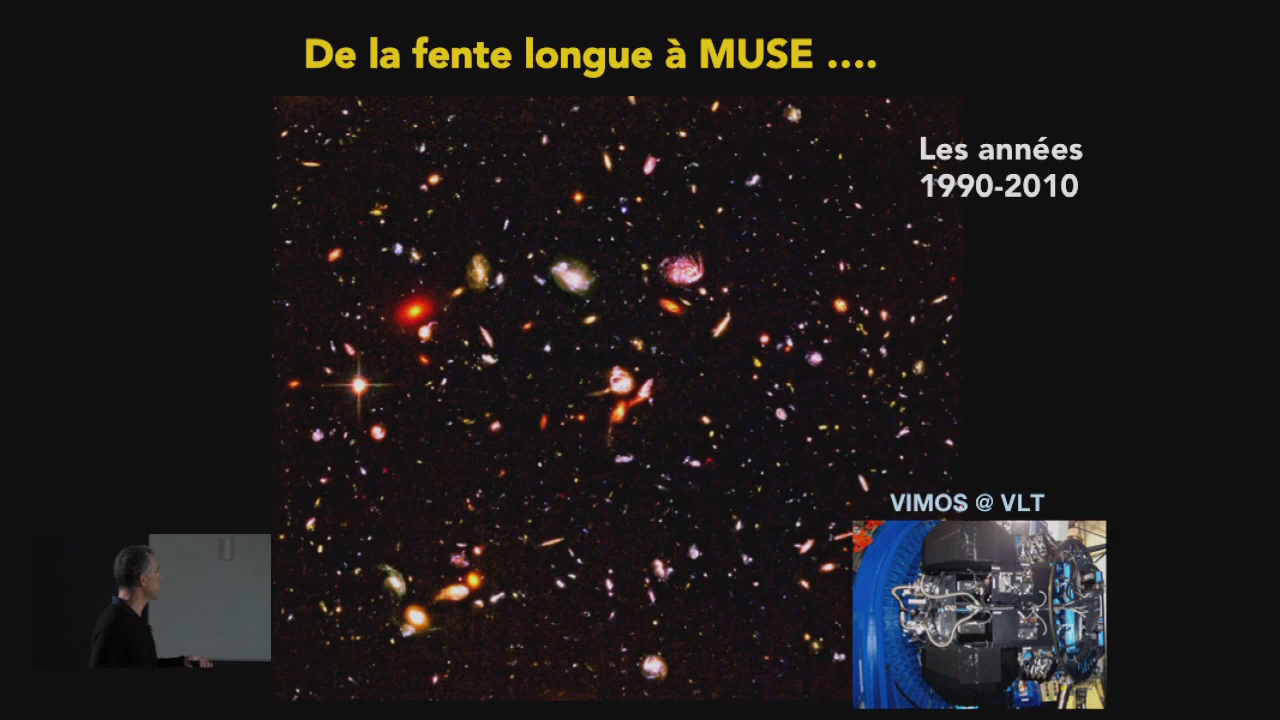 De la fente longue à MUSE ....
Les années
1990-2010
VIMOS @ VLT